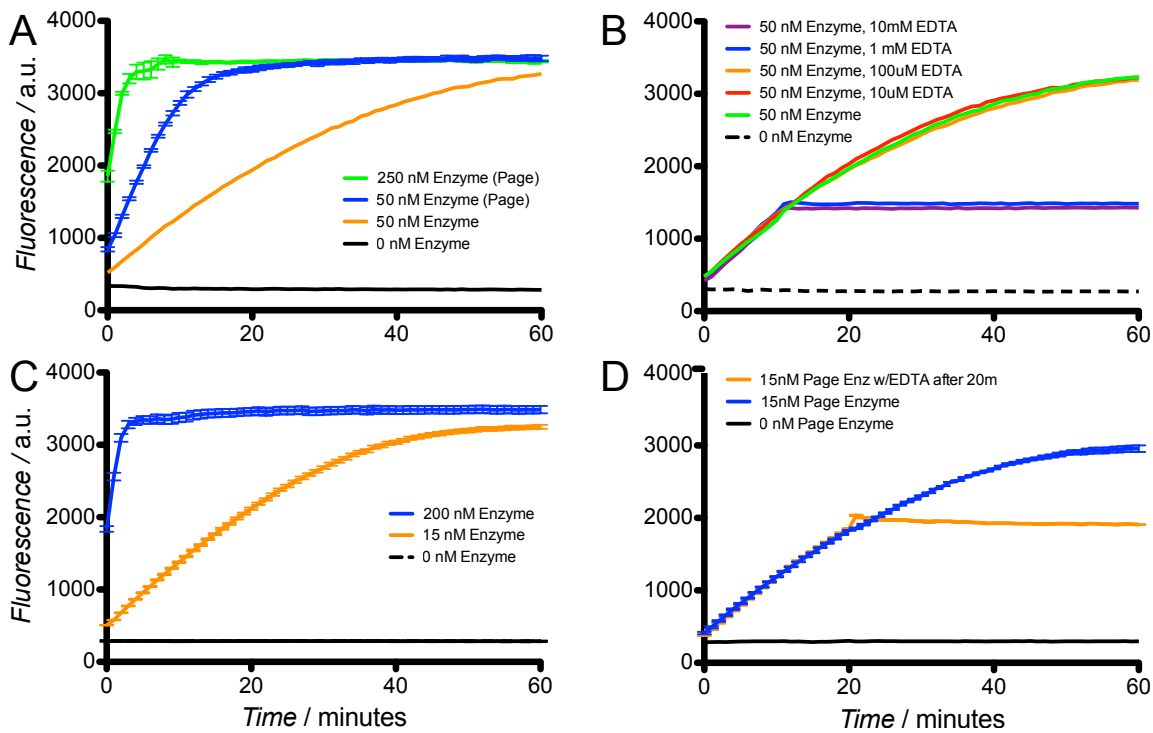 A
Fluorescence / a.u.
4000
3000
2000
1000
0
0
20
40
60
250 nM Enzyme (Page)
50 nM Enzyme (Page)
50 nM Enzyme
0 nM Enzyme
B
4000
3000
2000
1000
0
0
20
40
60
50 nM Enzyme, 10mM EDTA
50 nM Enzyme, 1 mM EDTA
50 nM Enzyme, 100uM EDTA
50 nM Enzyme, 10uM EDTA
50 nM Enzyme
0 nM Enzyme
C
Fluorescence / a.u.
4000
3000
2000
1000
0
0
20
40
60
200 nM Enzyme
15 nM Enzyme
0 nM Enzyme
Time / minutes
D
4000
3000
2000
1000
0
0
20
40
60
15nM Page Enz w/EDTA after 20m
15nM Page Enzyme
0 nM Page Enzyme
Time / minutes